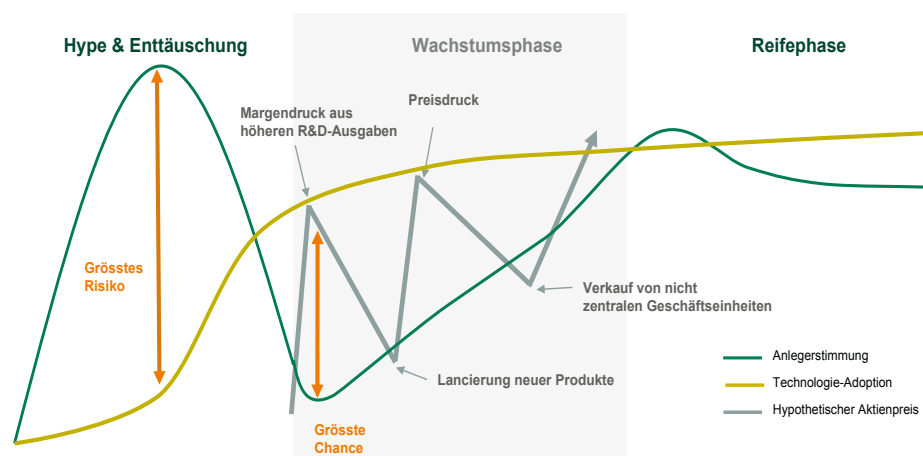 Hype & Enttäuschung
Wachstumsphase
Reifephase
Margendruck aus
höheren R&D-Ausgaben
Preisdruck
Grösstes
Risiko
Verkauf von nicht
zentralen Geschäftseinheiten
Lancierung neuer Produkte
Grösste
Chance
Anlegerstimmung
Technologie-Adoption
Hypothetischer Aktienpreis